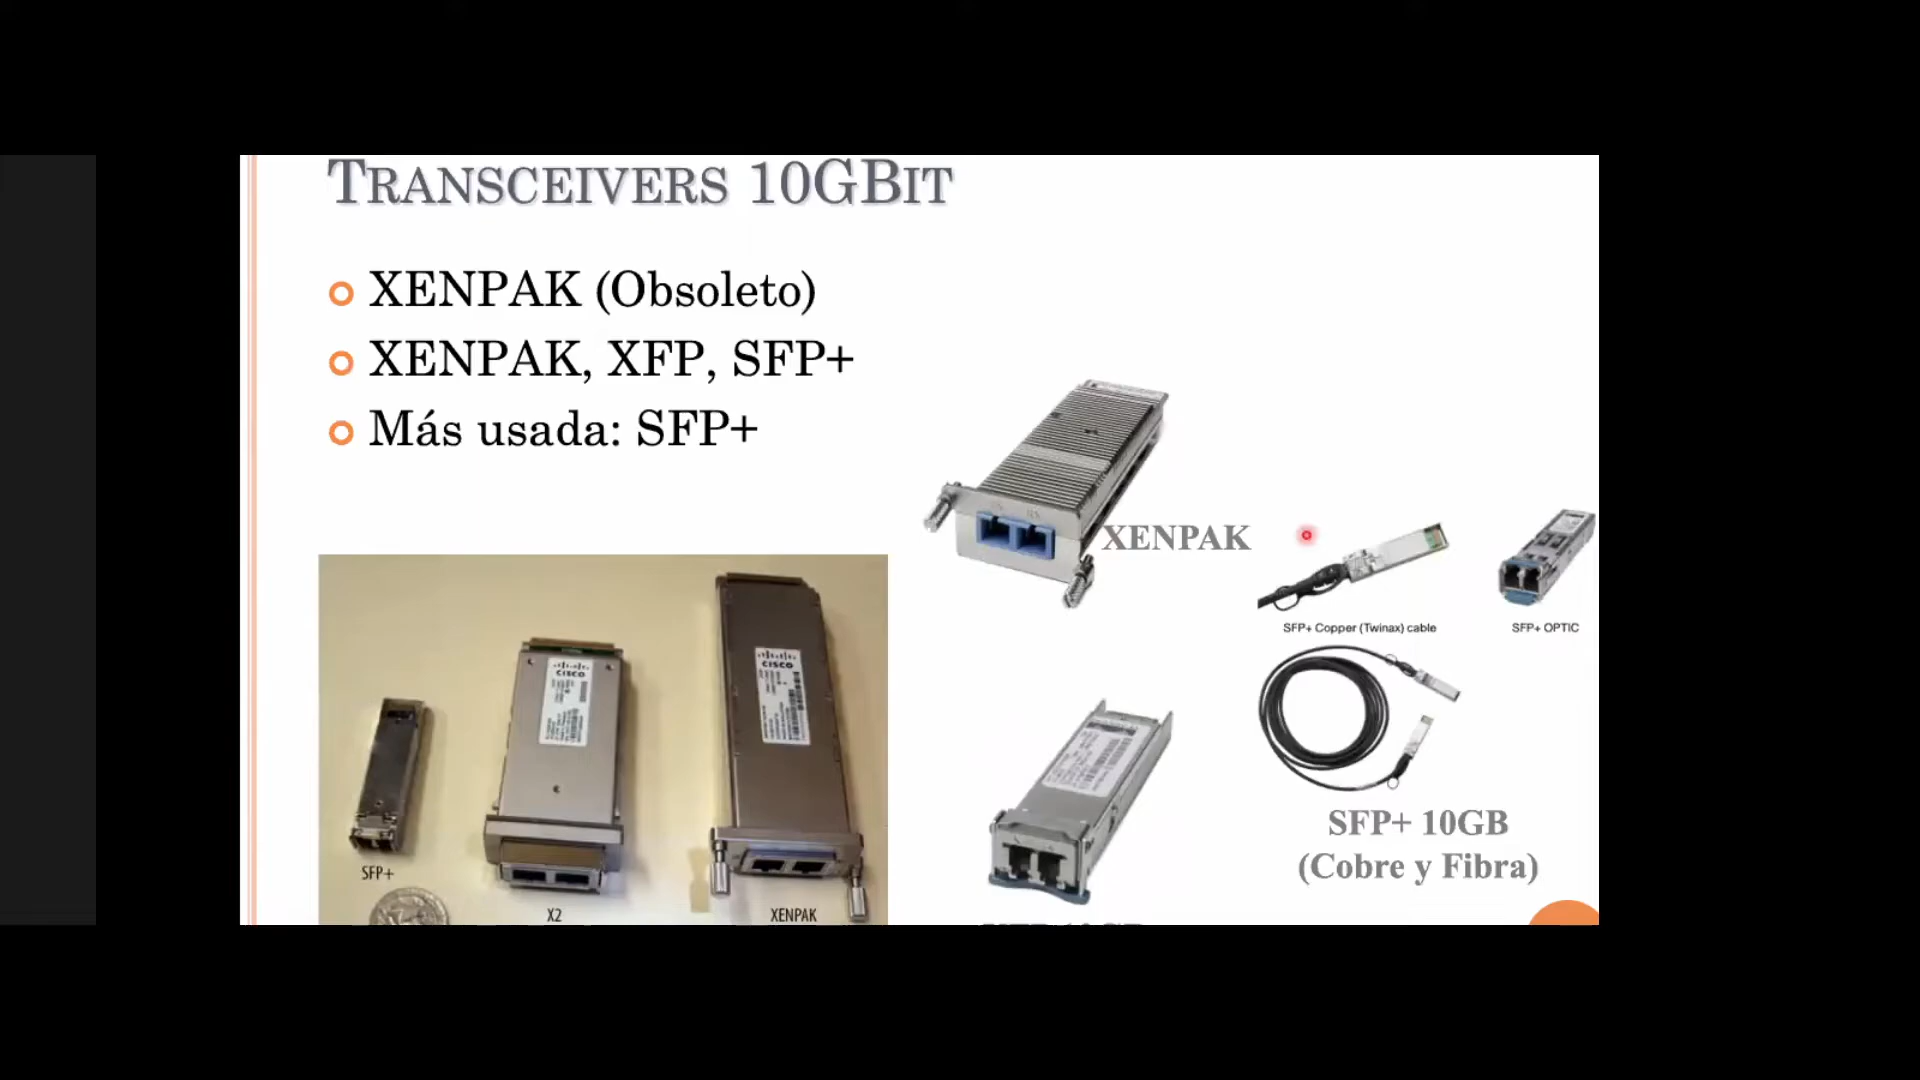 TRANSCEIVERS 10GBIT
XENPAK (Obsoleto)
XENPAK, XFP, SFP+
Más usada: SFP+
XENPAK
SFP+ Copper (Twinax) cable
SFP+ OPTIC
CISCO
CISCO
SFP+
X2
XENPAK
SFP+ 10GB
(Cobre y Fibra)